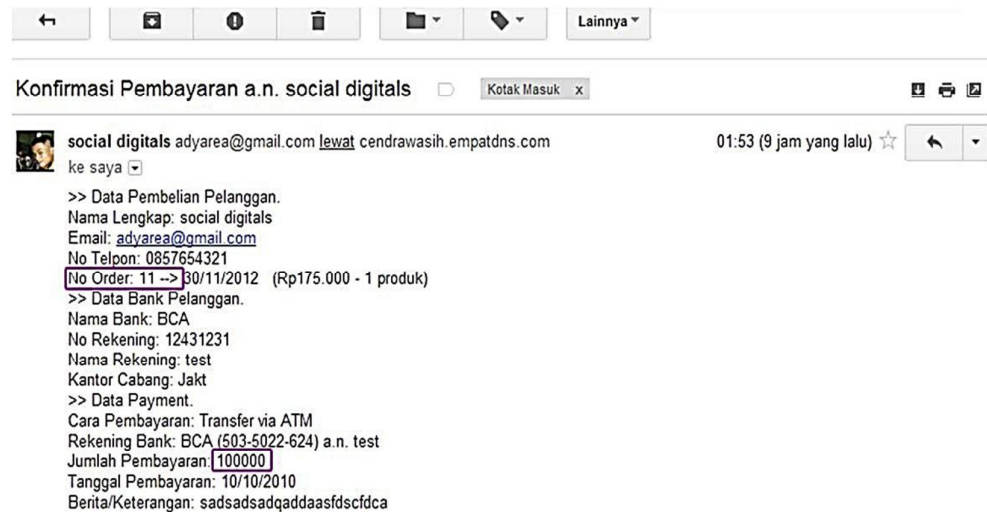 Lainnya
Konfirmasi Pembayaran a.n. social digitals Kotak Masuk x
social digitals adyarea@gmail.com lewat cendrawasih.empatdns.com 01:53 (9 jam yang lalu)
ke saya
>> Data Pembelian Pelanggan.
Nama Lengkap: social digitals
Email: adyarea@gmail.com
No Telpon: 0857654321
No Order: 11 --> 30/11/2012 (Rp175.000 - 1 produk)
>> Data Bank Pelanggan.
Nama Bank: BCA
No Rekening: 12431231
Nama Rekening: test
Kantor Cabang: Jakt
>> Data Payment.
Cara Pembayaran: Transfer via ATM
Rekening Bank: BCA (503-5022-624) a.n. test
Jumlah Pembayaran: 100000
Tanggal Pembayaran: 10/10/2010
Berita/Keterangan: sadsadsadqaddaasfdscfdca